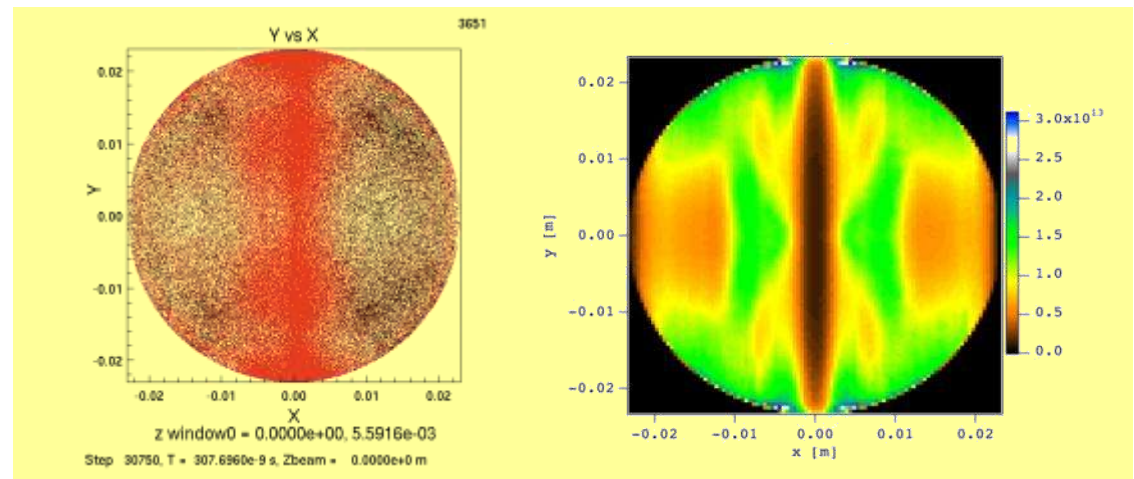 3651
Y vs X
0.02
0.01
0.00
-0.01
-0.02
Y
-0.02 -0.01 0.00 0.01 0.02
X
z window0 = 0.0000e+00, 5.5916e-03
Step 30750, T = 307.6960e-9 s, Zbeam = 0.0000e+0 m
0.02
0.01
0.00
-0.01
-0.02
y [m]
-0.02 -0.01 0.00 0.01 0.02
x [m]
3.0x10¹³
2.5
2.0
1.5
1.0
0.5
0.0